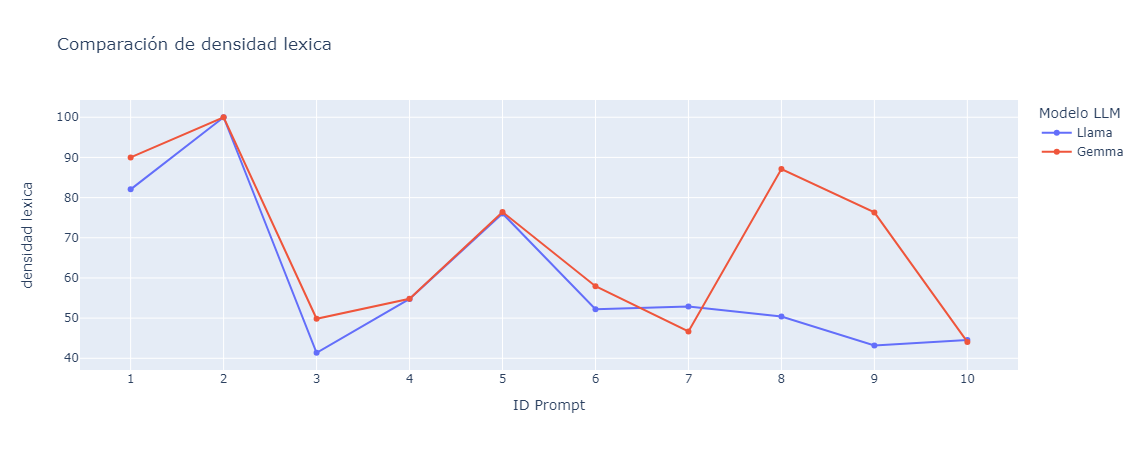 Comparación de densidad lexica
Modelo LLM
Llama
Gemma
densidad lexica
100
90
80
70
60
50
40
1 2 3 4 5 6 7 8 9 10
ID Prompt